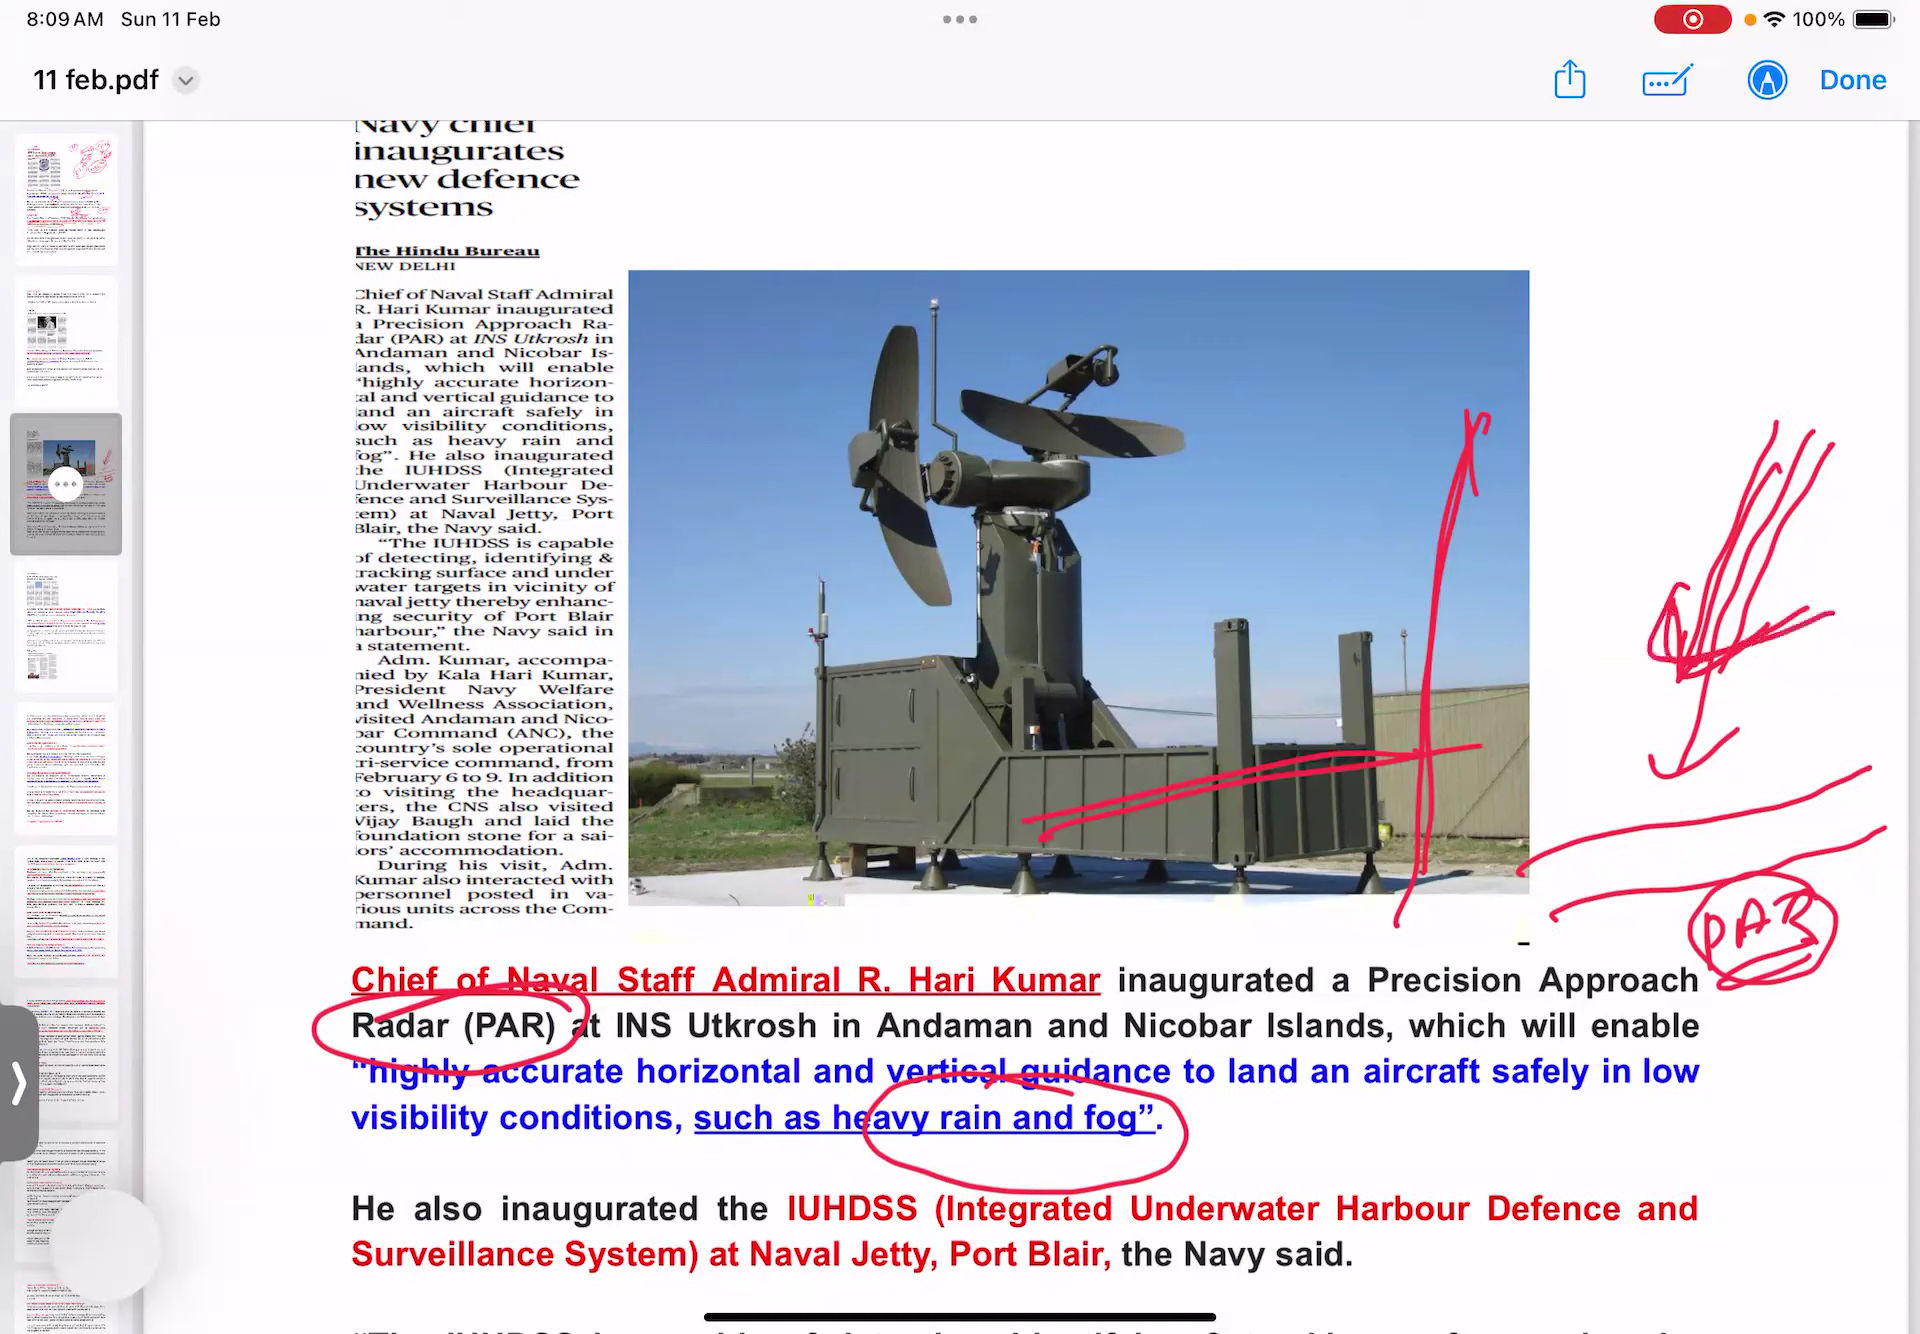 8:09 AM Sun 11 Feb
100%
11 feb.pdf
Done
Navy chief
inaugurates
new defence
systems
The Hindu Bureau
NEW DELHI
Chief of Naval Staff Admiral
R. Hari Kumar inaugurated
a Precision Approach Ra-
dar (PAR) at INS Utkrosh in
Andaman and Nicobar Is-
lands, which will enable
"highly accurate horizon-
tal and vertical guidance to
land an aircraft safely in
low visibility conditions,
such as heavy rain and
fog". He also inaugurated
the IUHDSS (Integrated
Underwater Harbour De-
fence and Surveillance Sys-
tem) at Naval Jetty, Port
Blair, the Navy said.
"The IUHDSS is capable
of detecting, identifying &
tracking surface and under
water targets in vicinity of
naval jetty thereby enhanc-
ing security of Port Blair
harbour," the Navy said in
a statement.
Adm. Kumar, accompa-
nied by Kala Hari Kumar,
President Navy Welfare
and Wellness Association,
visited Andaman and Nico-
bar Command (ANC), the
country's sole operational
tri-service command, from
February 6 to 9. In addition
to visiting the headquar-
ters, the CNS also visited
Vijay Baugh and laid the
foundation stone for a sai-
lors' accommodation.
During his visit, Adm.
Kumar also interacted with
personnel posted in va-
rious units across the Com-
mand.
PAR
Chief of Naval Staff Admiral R. Hari Kumar inaugurated a Precision Approach
Radar (PAR) at INS Utkrosh in Andaman and Nicobar Islands, which will enable
"highly accurate horizontal and vertical guidance to land an aircraft safely in low
visibility conditions, such as heavy rain and fog".
He also inaugurated the IUHDSS (Integrated Underwater Harbour Defence and
Surveillance System) at Naval Jetty, Port Blair, the Navy said.